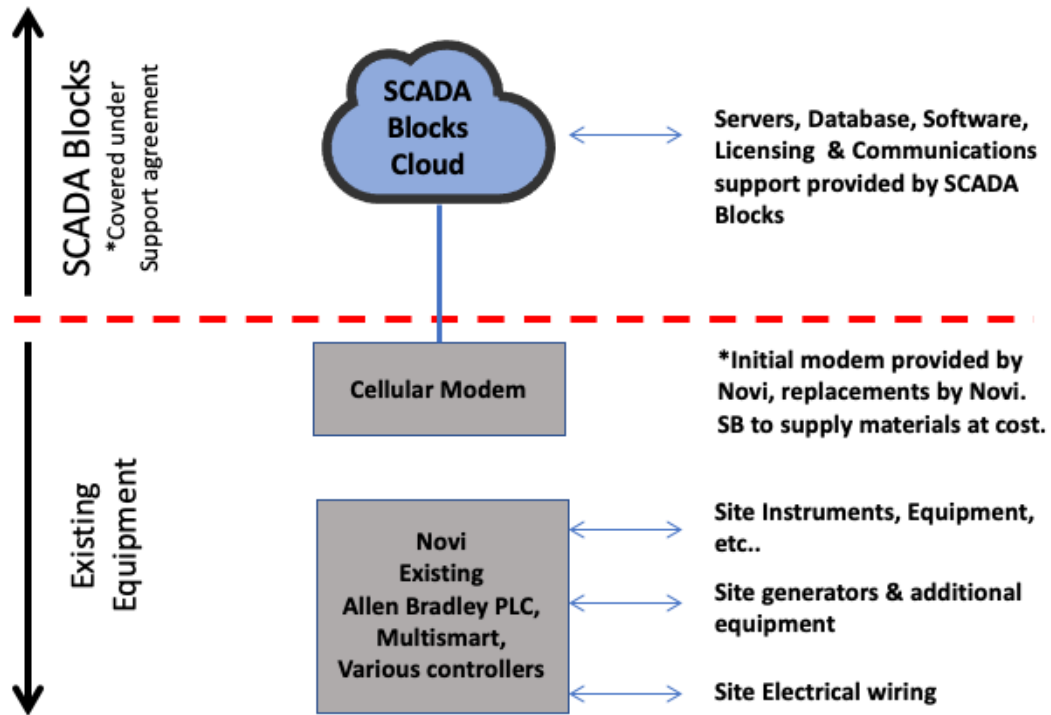 SCADA Blocks
*Covered under
Support agreement
SCADA
Blocks
Cloud
Servers, Database, Software,
Licensing & Communications
support provided by SCADA
Blocks
Existing
Equipment
Cellular Modem
*Initial modem provided by
Novi, replacements by Novi.
SB to supply materials at cost.
Novi
Existing
Allen Bradley PLC,
Multismart,
Various controllers
Site Instruments, Equipment,
etc..
Site generators & additional
equipment
Site Electrical wiring